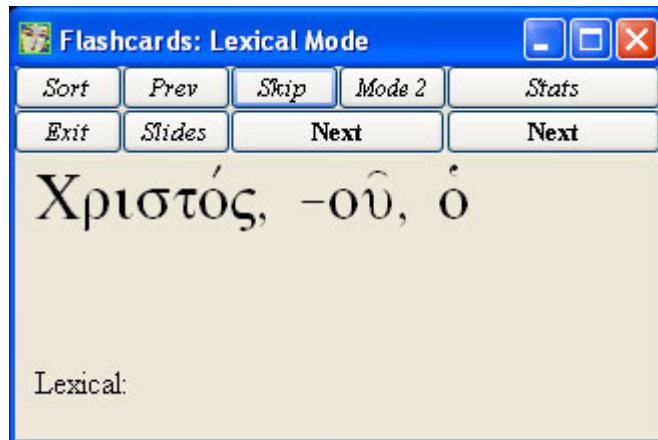 Flashcards: Lexical Mode
Sort Prev Skip Mode 2 Stats
Exit Slides Next Next
Χριστός, -οῦ, ὁ
Lexical: